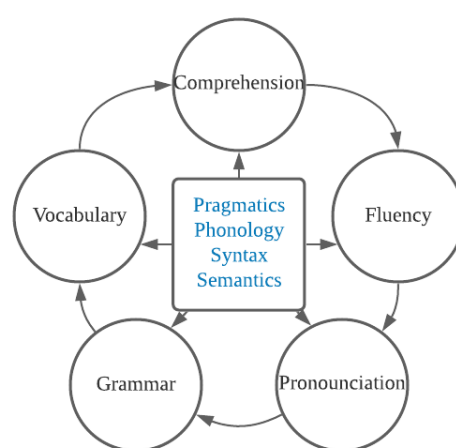 Comprehension
Vocabulary
Pragmatics
Phonology
Syntax
Semantics
Fluency
Grammar
Pronounciation